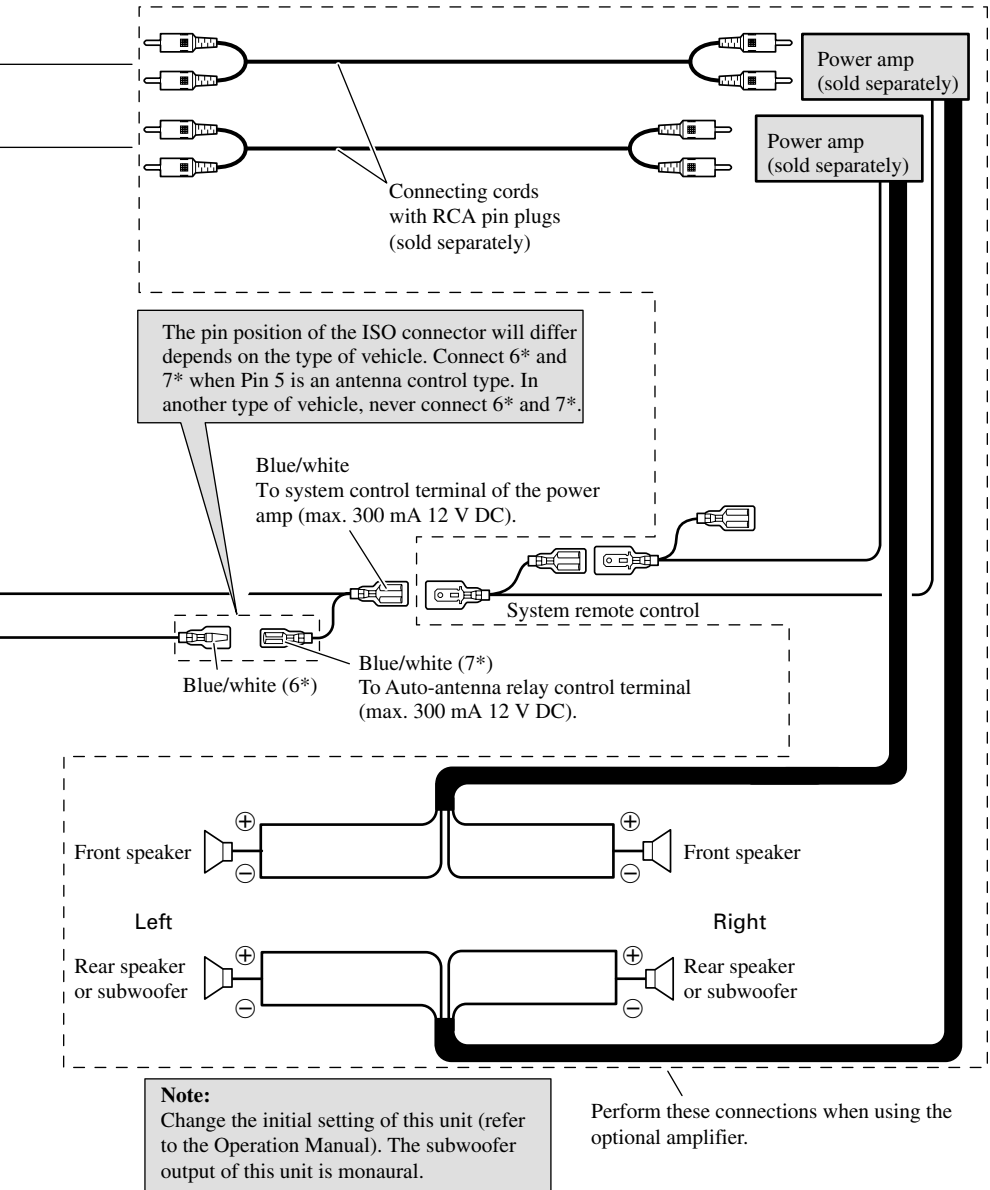 Power amp
(sold separately)
Power amp
(sold separately)
Connecting cords
with RCA pin plugs
(sold separately)
The pin position of the ISO connector will differ
depends on the type of vehicle. Connect 6* and
7* when Pin 5 is an antenna control type. In
another type of vehicle, never connect 6* and 7*.
Blue/white
To system control terminal of the power
amp (max. 300 mA 12 V DC).
System remote control
Blue/white (6*)
Blue/white (7*)
To Auto-antenna relay control terminal
(max. 300 mA 12 V DC).
+
+
Front speaker
Front speaker
−
−
Left
Right
+
+
Rear speaker
or subwoofer
Rear speaker
or subwoofer
−
−
Note:
Change the initial setting of this unit (refer
to the Operation Manual). The subwoofer
output of this unit is monaural.
Perform these connections when using the
optional amplifier.